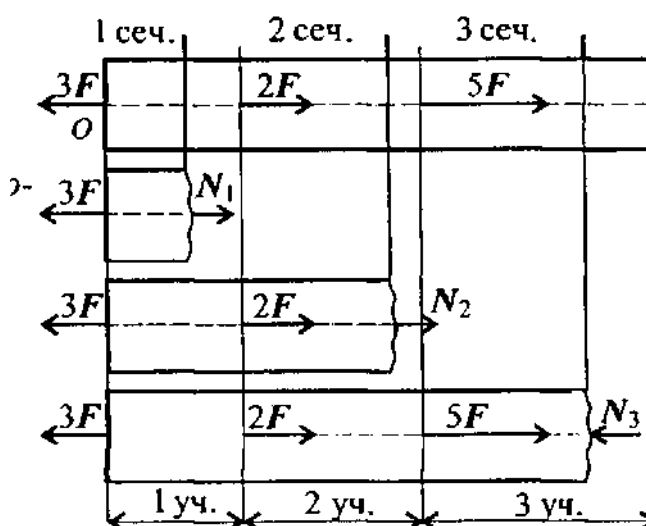 1 сеч. 2 сеч. 3 сеч.
3F 2F 5F
O
3F N₁
3F 2F N₂
3F 2F 5F N₃
1 уч. 2 уч. 3 уч.